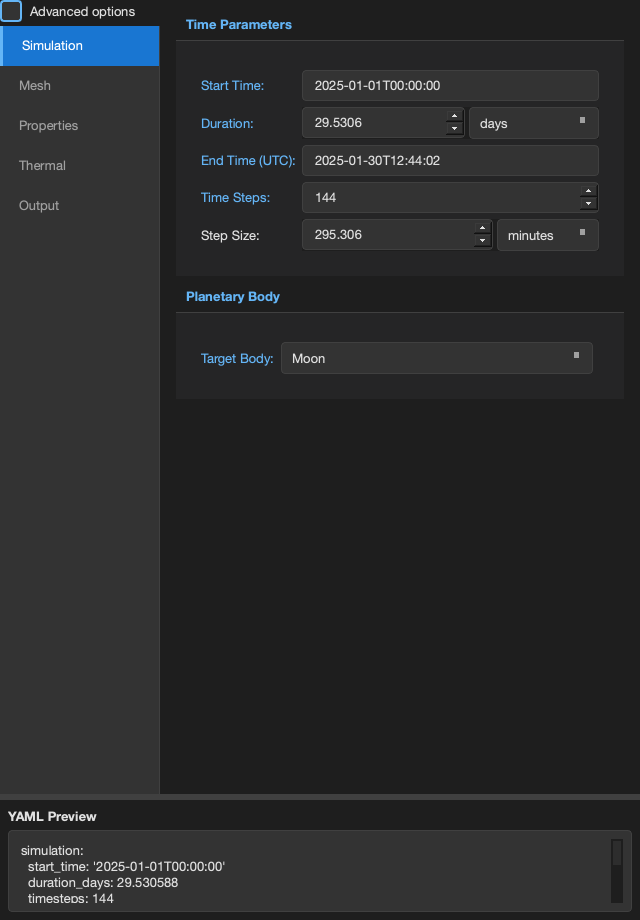 Advanced options
Simulation
Mesh
Properties
Thermal
Output
Time Parameters
Start Time: 2025-01-01T00:00:00
Duration: 29.5306 days
End Time (UTC): 2025-01-30T12:44:02
Time Steps: 144
Step Size: 295.306 minutes
Planetary Body
Target Body: Moon
YAML Preview
simulation:
  start_time: '2025-01-01T00:00:00'
  duration_days: 29.530588
  timesteps: 144